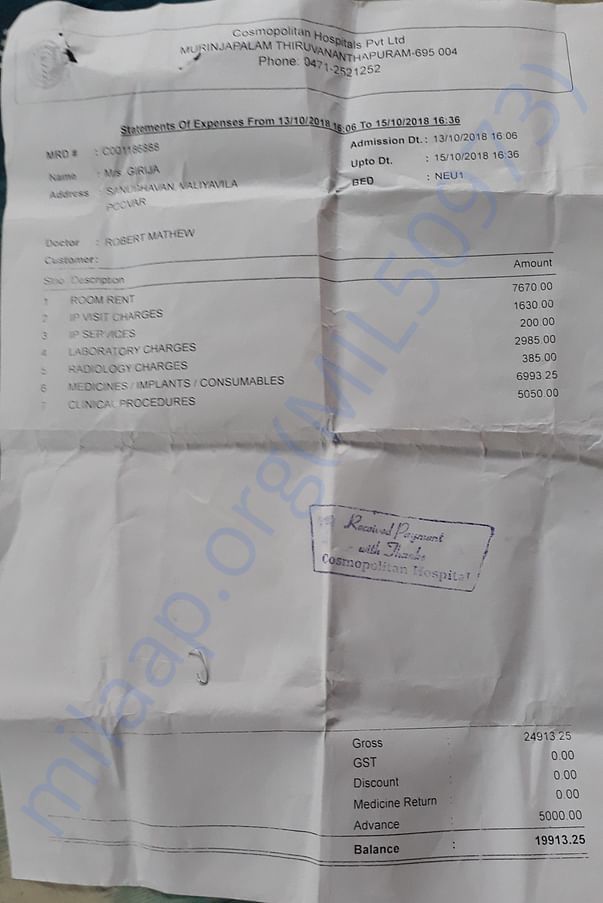 Cosmopolitan Hospitals Pvt Ltd
MURINJAPALAM THIRUVANANTHAPURAM-695 004
Phone: 0471-2521252
Statements Of Expenses From 13/10/2018 16:06 To 15/10/2018 16:36
MRD # : C001186888
Admission Dt. : 13/10/2018 16:06
Name : Mrs GIRIJA
Upto Dt. : 15/10/2018 16:36
Address : VALIYAVILA
BED : NEU1
POOVAR
Doctor : ROBERT MATHEW
Customer:
Slno Description Amount
1 ROOM RENT 7670.00
2 IP VISIT CHARGES 1630.00
3 IP SERVICES 200.00
4 LABORATORY CHARGES 2985.00
5 RADIOLOGY CHARGES 385.00
6 MEDICINES / IMPLANTS / CONSUMABLES 6993.25
7 CLINICAL PROCEDURES 5050.00
Received Payment
with Thanks
Cosmopolitan Hospital
Gross : 24913.25
GST : 0.00
Discount : 0.00
Medicine Return : 0.00
Advance : 5000.00
Balance : 19913.25
milaap.org(MIL50973)